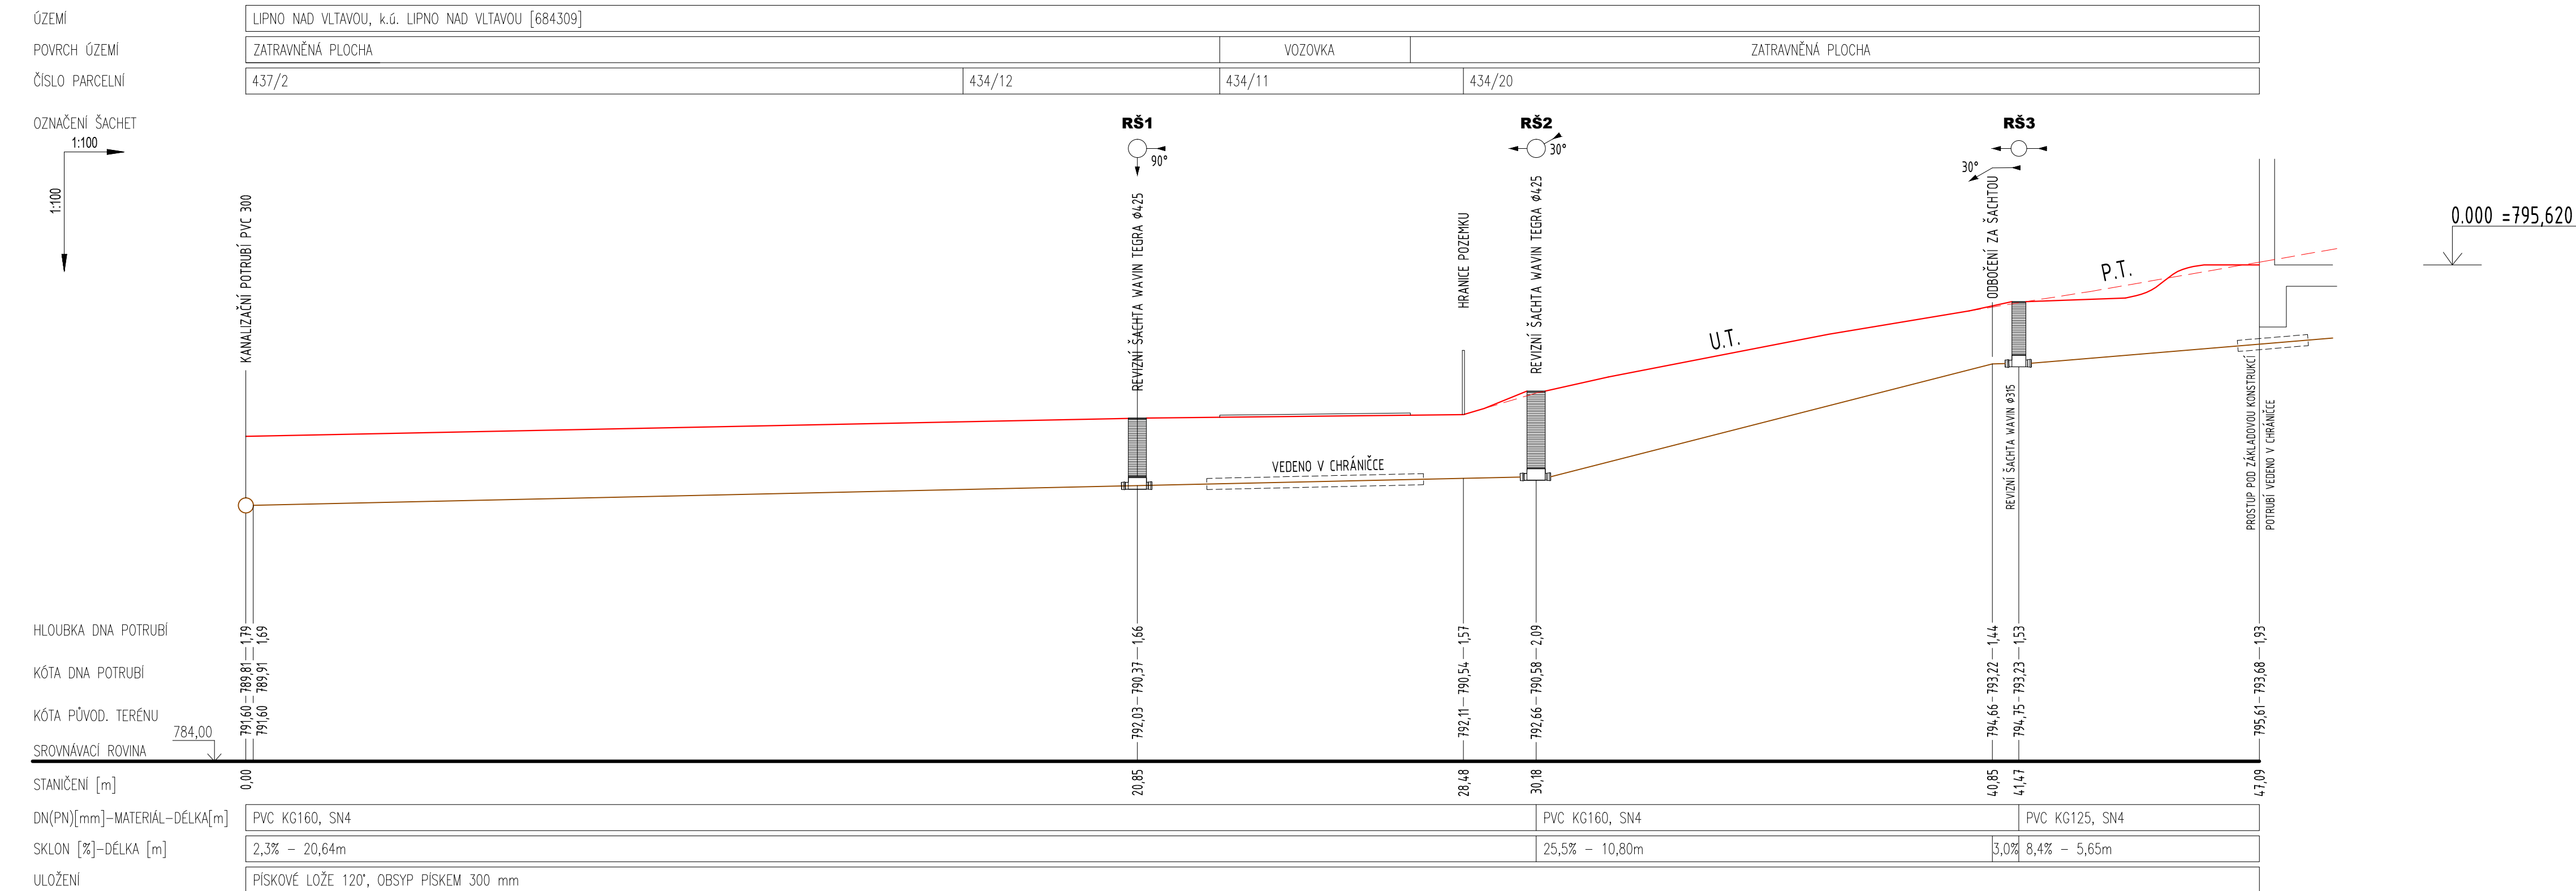 ÚZEMÍ
LIPNO NAD VLTAVOU, k.ú. LIPNO NAD VLTAVOU [684309]
POVRCH ÚZEMÍ
ZATRAVNĚNÁ PLOCHA
VOZOVKA
ZATRAVNĚNÁ PLOCHA
ČÍSLO PARCELNÍ
437/2
434/12
434/11
434/20
OZNAČENÍ ŠACHET
1:100
1:100
RŠ1
90°
RŠ2
30°
RŠ3
30°
KANALIZAČNÍ POTRUBÍ PVC 300
REVIZNÍ ŠACHTA WAVIN TEGRA ø425
HRANICE POZEMKU
REVIZNÍ ŠACHTA WAVIN TEGRA ø425
ODBOČENÍ ZA ŠACHTOU
0.000 =795,620
P.T.
U.T.
VEDENO V CHRÁNIČCE
REVIZNÍ ŠACHTA WAVIN ø315
PROSTUP POD ZÁKLADOVOU KONSTRUKCÍ
POTRUBÍ VEDENO V CHRÁNIČCE
HLOUBKA DNA POTRUBÍ
KÓTA DNA POTRUBÍ
KÓTA PŮVOD. TERÉNU
784,00
SROVNÁVACÍ ROVINA
791,60 – 789,81 – 1,79
791,60 789,91 1,69
792,03 – 790,37 – 1,66
792,11 – 790,54 – 1,57
792,66 – 790,58 – 2,09
794,66 – 793,22 – 1,44
794,75 – 793,23 – 1,53
795,61 – 793,68 – 1,93
STANIČENÍ [m]
0,00
20,85
28,48
30,18
40,85
41,47
47,09
DN(PN)[mm]–MATERIÁL–DÉLKA[m]
PVC KG160, SN4
PVC KG160, SN4
PVC KG125, SN4
SKLON [%]–DÉLKA [m]
2,3% – 20,64m
25,5% – 10,80m
3,0%
8,4% – 5,65m
ULOŽENÍ
PÍSKOVÉ LOŽE 120°, OBSYP PÍSKEM 300 mm